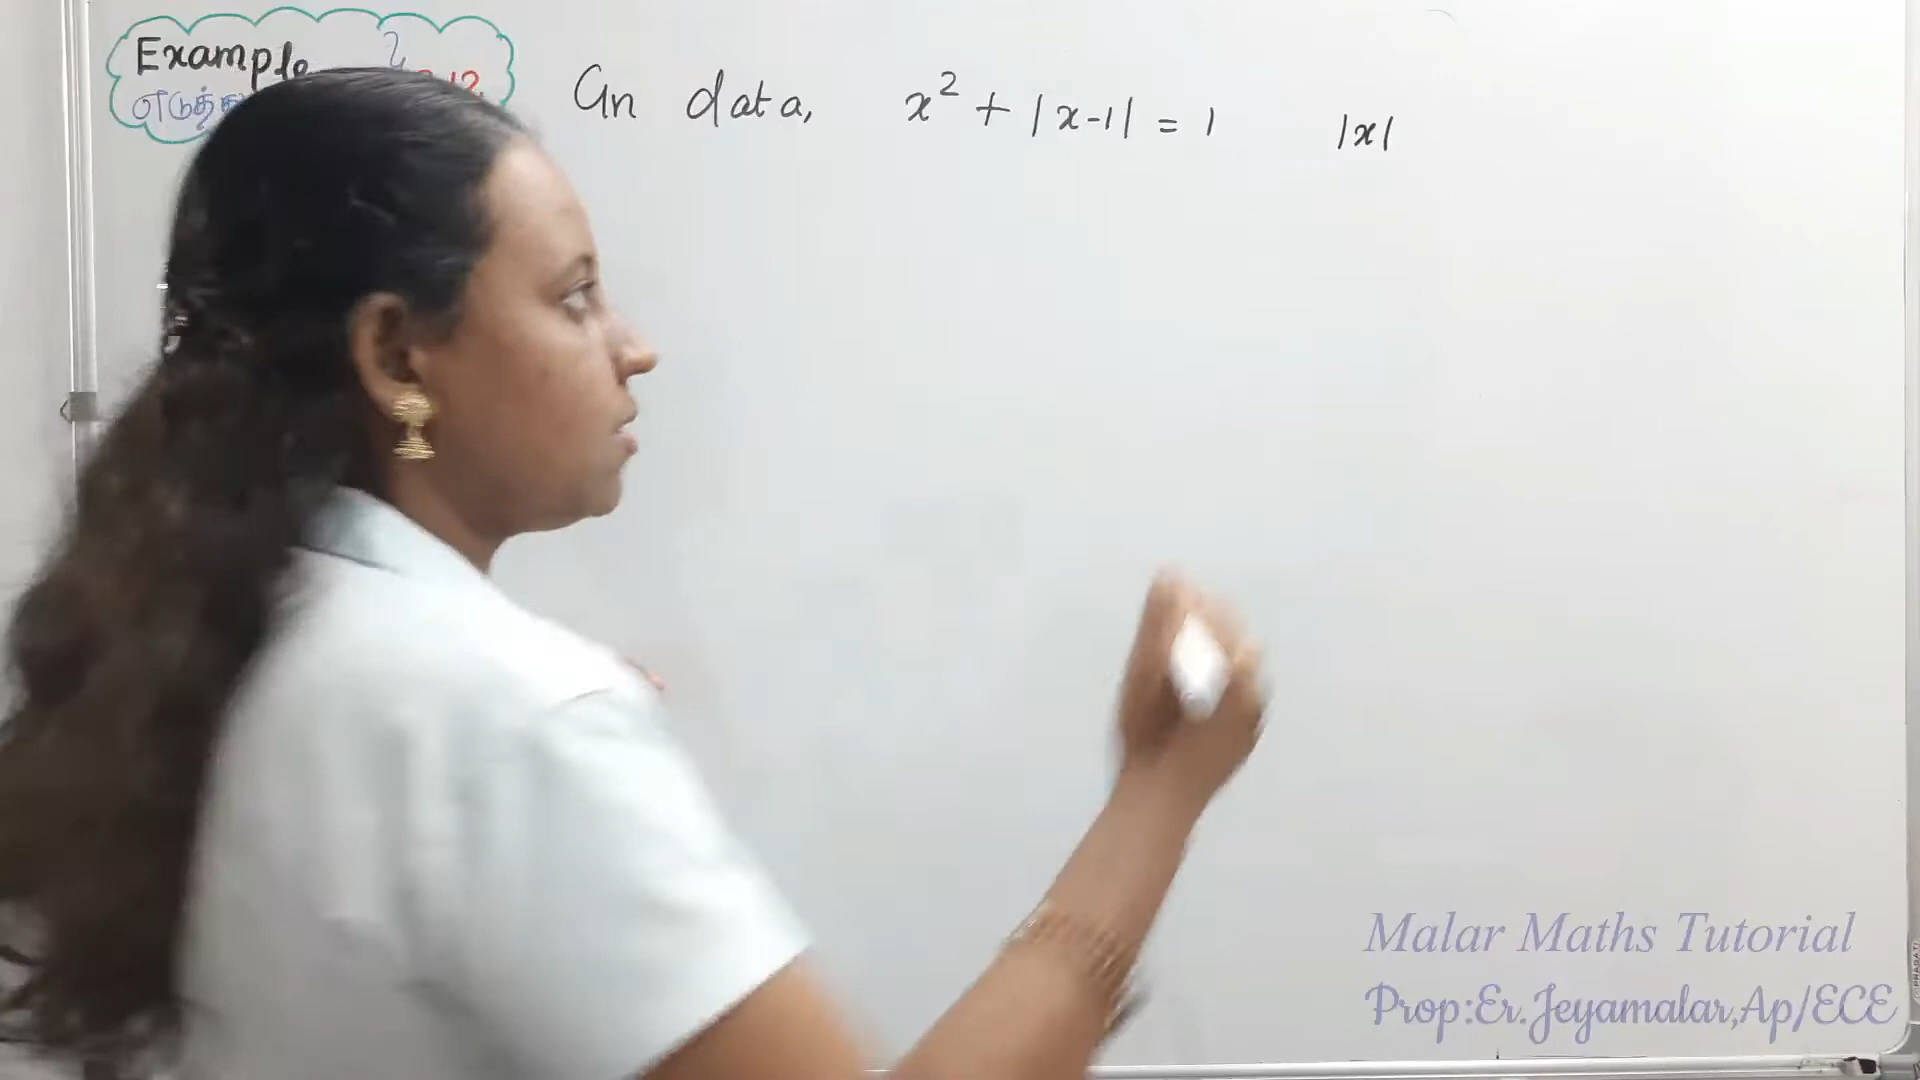 Example
Gn data, x² + |x-1| = 1 |x|
Malar Maths Tutorial
Prop:Er.Jeyamalar,Ap/ECE